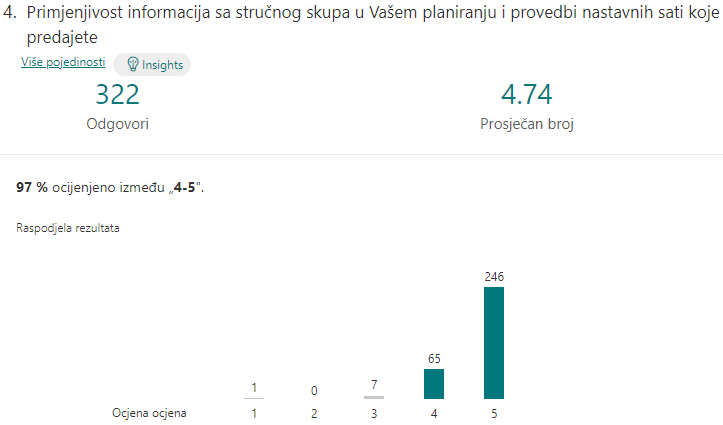 4. Primjenjivost informacija sa stručnog skupa u Vašem planiranju i provedbi nastavnih sati koje
predajete
Više pojedinosti Insights
322 4.74
Odgovori Prosječan broj
97 % ocijenjeno između „4-5".
Raspodjela rezultata
246
65
1 0 7
Ocjena ocjena 1 2 3 4 5